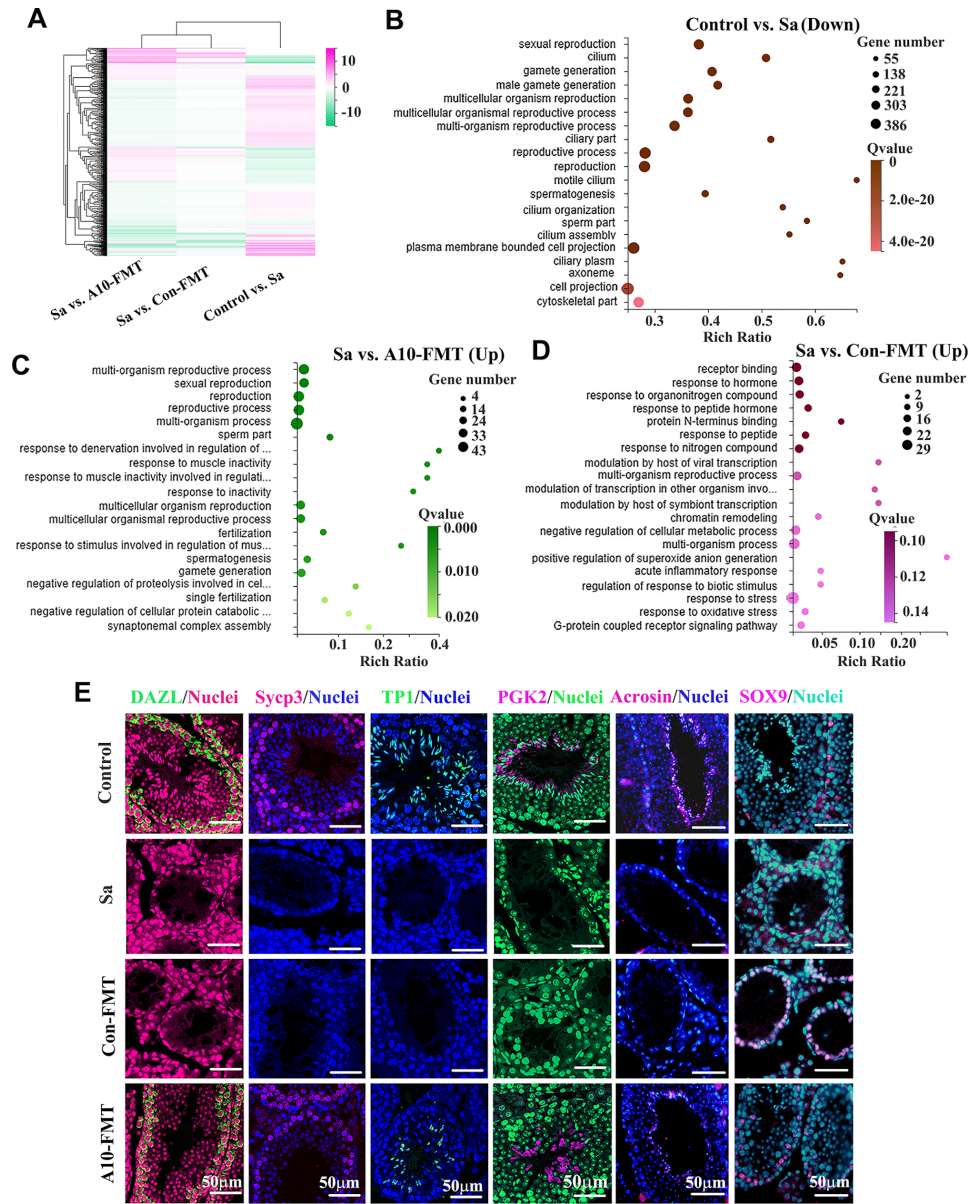 A
10
0
-10
Sa vs. A10-FMT
Sa vs. Con-FMT
Control vs. Sa
B
Control vs. Sa (Down)
sexual reproduction
cilium
gamete generation
male gamete generation
multicellular organism reproduction
multicellular organismal reproductive process
multi-organism reproductive process
ciliary part
reproductive process
reproduction
motile cilium
spermatogenesis
cilium organization
sperm part
cilium assembly
plasma membrane bounded cell projection
ciliary plasm
axoneme
cell projection
cytoskeletal part
0.3 0.4 0.5 0.6
Rich Ratio
Gene number
55
138
221
303
386
Qvalue
0
2.0e-20
4.0e-20
C
Sa vs. A10-FMT (Up)
multi-organism reproductive process
sexual reproduction
reproduction
reproductive process
multi-organism process
sperm part
response to denervation involved in regulation of ...
response to muscle inactivity
response to muscle inactivity involved in regulati...
response to inactivity
multicellular organism reproduction
multicellular organismal reproductive process
fertilization
response to stimulus involved in regulation of mus...
spermatogenesis
gamete generation
negative regulation of proteolysis involved in cel...
single fertilization
negative regulation of cellular protein catabolic ...
synaptonemal complex assembly
0.1 0.2 0.4
Rich Ratio
Gene number
4
14
24
33
43
Qvalue
0.000
0.010
0.020
D
Sa vs. Con-FMT (Up)
receptor binding
response to hormone
response to organonitrogen compound
response to peptide hormone
protein N-terminus binding
response to peptide
response to nitrogen compound
modulation by host of viral transcription
multi-organism reproductive process
modulation of transcription in other organism invo...
modulation by host of symbiont transcription
chromatin remodeling
negative regulation of cellular metabolic process
multi-organism process
positive regulation of superoxide anion generation
acute inflammatory response
regulation of response to biotic stimulus
response to stress
response to oxidative stress
G-protein coupled receptor signaling pathway
0.05 0.10 0.20
Rich Ratio
Gene number
2
9
16
22
29
Qvalue
0.10
0.12
0.14
E
DAZL/Nuclei Sycp3/Nuclei TP1/Nuclei PGK2/Nuclei Acrosin/Nuclei SOX9/Nuclei
Control
Sa
Con-FMT
A10-FMT
50μm 50μm 50μm 50μm 50μm 50μm